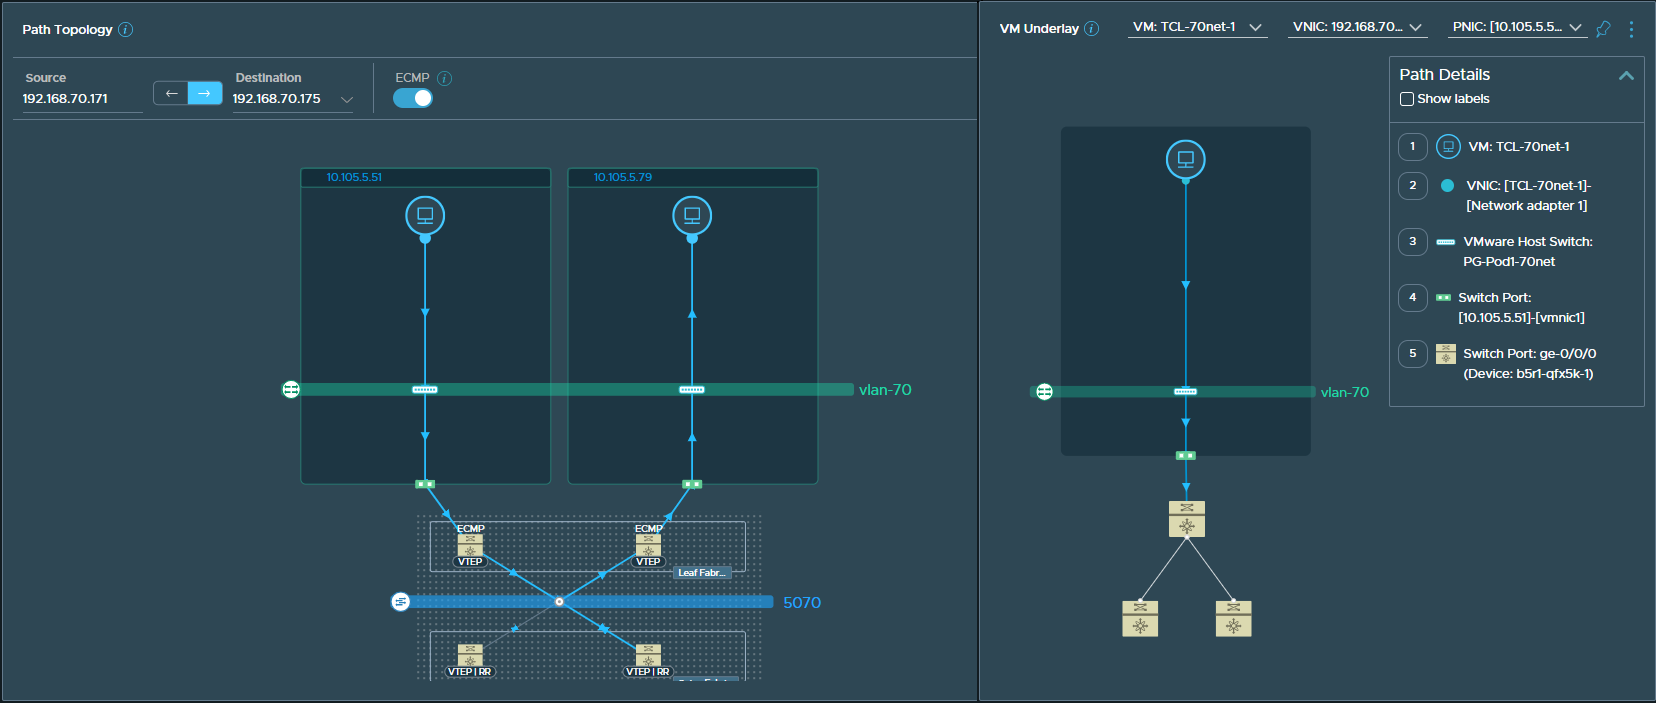 Path Topology
Source
192.168.70.171
Destination
192.168.70.175
ECMP
10.105.5.51
10.105.5.79
vlan-70
ECMP
ECMP
VTEP
VTEP
Leaf Fabr...
5070
VTEP | RR
VTEP | RR
VM Underlay
VM: TCL-70net-1
VNIC: 192.168.70...
PNIC: [10.105.5.5...
vlan-70
Path Details
Show labels
1
VM: TCL-70net-1
2
VNIC: [TCL-70net-1]-
[Network adapter 1]
3
VMware Host Switch:
PG-Pod1-70net
4
Switch Port:
[10.105.5.51]-[vmnic1]
5
Switch Port: ge-0/0/0
(Device: b5r1-qfx5k-1)